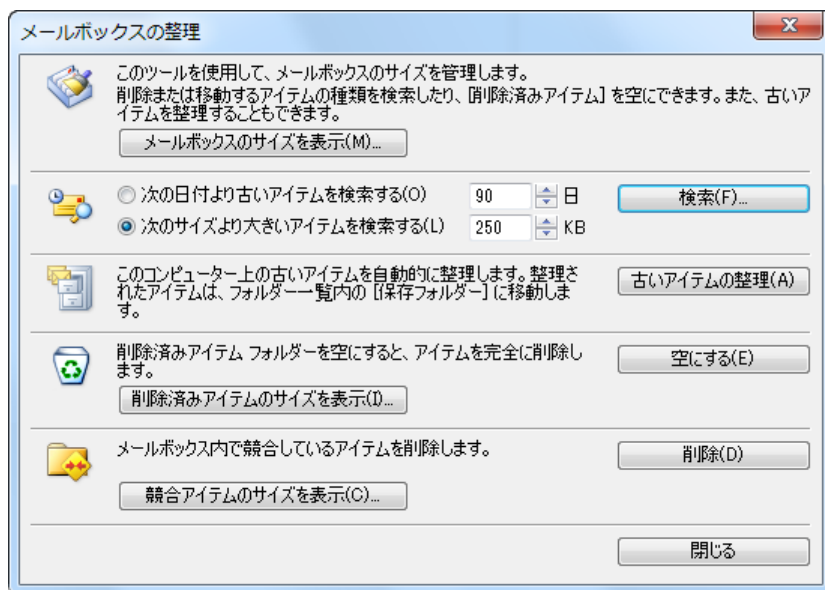 メールボックスの整理
このツールを使用して、メールボックスのサイズを管理します。
削除または移動するアイテムの種類を検索したり、[削除済みアイテム] を空にできます。また、古いア
イテムを整理することもできます。
メールボックスのサイズを表示(M)...
次の日付より古いアイテムを検索する(O) 90 日 検索(F)...
次のサイズより大きいアイテムを検索する(L) 250 KB
このコンピューター上の古いアイテムを自動的に整理します。整理さ
れたアイテムは、フォルダー一覧内の [保存フォルダー] に移動しま
す。
古いアイテムの整理(A)
削除済みアイテム フォルダーを空にすると、アイテムを完全に削除し
ます。
空にする(E)
削除済みアイテムのサイズを表示(I)...
メールボックス内で競合しているアイテムを削除します。
削除(D)
競合アイテムのサイズを表示(C)...
閉じる